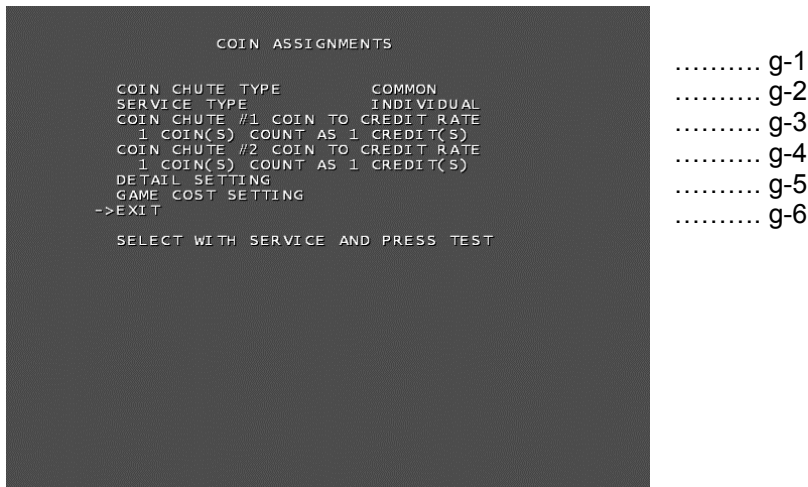 COIN ASSIGNMENTS
COIN CHUTE TYPE COMMON .......... g-1
SERVICE TYPE INDIVIDUAL .......... g-2
COIN CHUTE #1 COIN TO CREDIT RATE .......... g-3
1 COIN(S) COUNT AS 1 CREDIT(S)
COIN CHUTE #2 COIN TO CREDIT RATE .......... g-4
1 COIN(S) COUNT AS 1 CREDIT(S)
DETAIL SETTING .......... g-5
GAME COST SETTING .......... g-6
->EXIT
SELECT WITH SERVICE AND PRESS TEST